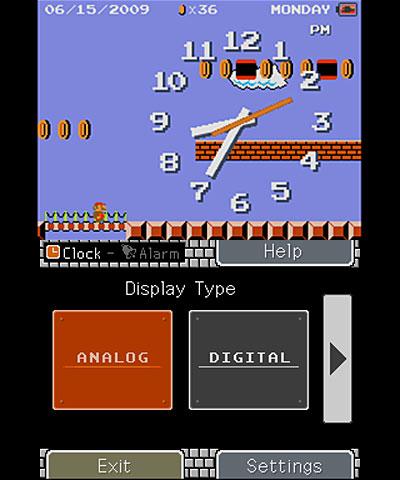 06/15/2009 x36 MONDAY
PM
12
11 1
10 2
9 3
8 4
7 5
6
Clock - Alarm Help
Display Type
ANALOG DIGITAL
Exit Settings